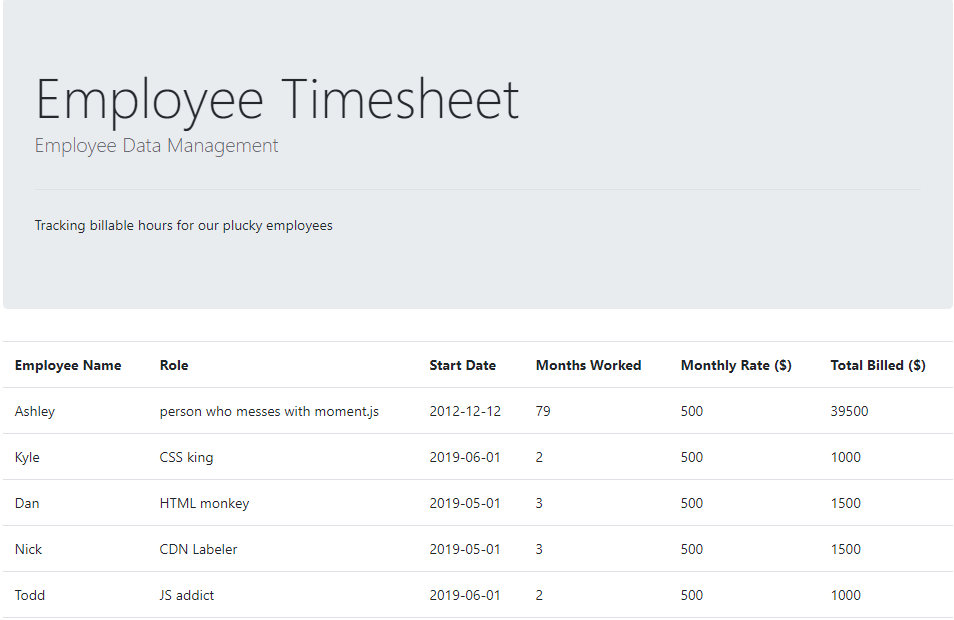 Employee Timesheet
Employee Data Management
Tracking billable hours for our plucky employees
Employee Name Role Start Date Months Worked Monthly Rate ($) Total Billed ($)
Ashley person who messes with moment.js 2012-12-12 79 500 39500
Kyle CSS king 2019-06-01 2 500 1000
Dan HTML monkey 2019-05-01 3 500 1500
Nick CDN Labeler 2019-05-01 3 500 1500
Todd JS addict 2019-06-01 2 500 1000